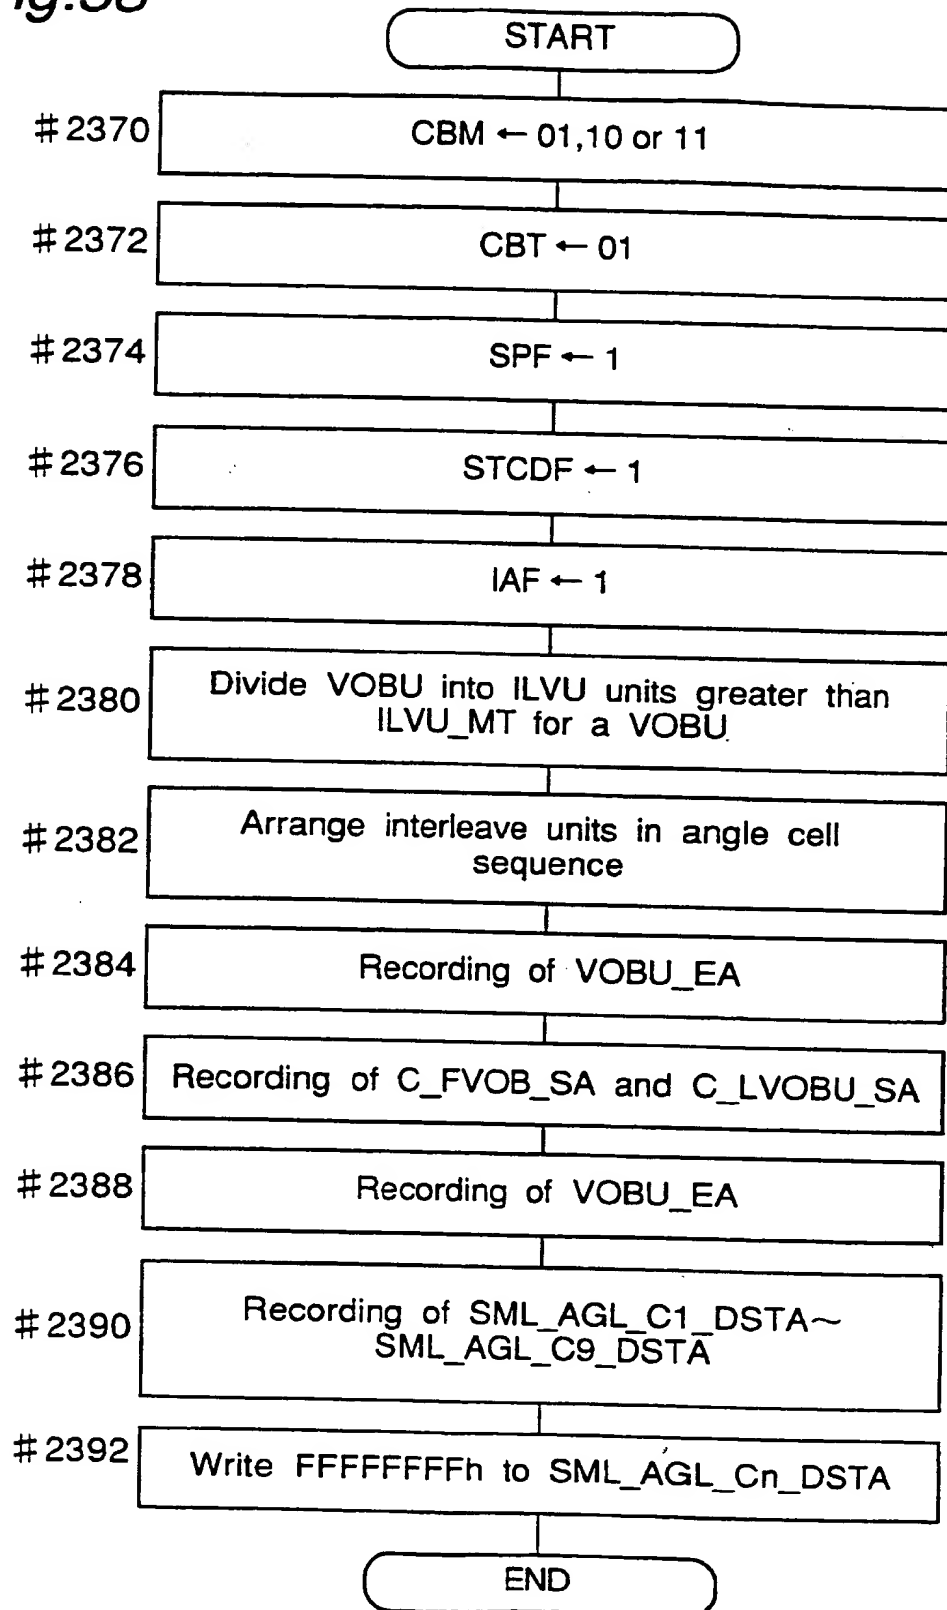 ig.58
START
#2370
CBM ← 01,10 or 11
#2372
CBT ← 01
#2374
SPF ← 1
#2376
STCDF ← 1
#2378
IAF ← 1
#2380
Divide VOBU into ILVU units greater than
ILVU_MT for a VOBU.
#2382
Arrange interleave units in angle cell
sequence
#2384
Recording of VOBU_EA
#2386
Recording of C_FVOB_SA and C_LVOBU_SA
#2388
Recording of VOBU_EA
#2390
Recording of SML_AGL_C1_DSTA~
SML_AGL_C9_DSTA
#2392
Write FFFFFFFFh to SML_AGL_Cn_DSTA
END